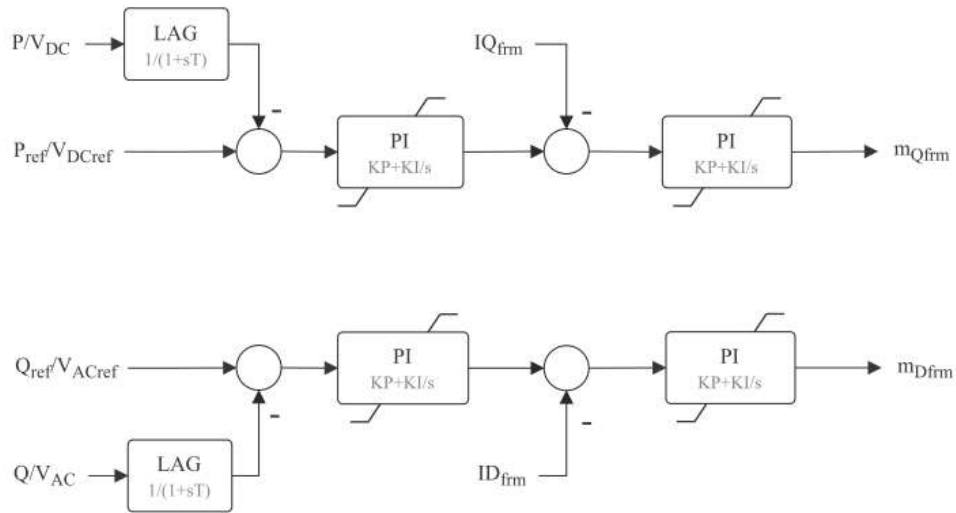 P/V_DC
LAG
1/(1+sT)
IQ_frm
-
-
P_ref/V_DCref
PI
KP+KI/s
PI
KP+KI/s
m_Qfrm
Q_ref/V_ACref
PI
KP+KI/s
PI
KP+KI/s
m_Dfrm
-
-
Q/V_AC
LAG
1/(1+sT)
ID_frm